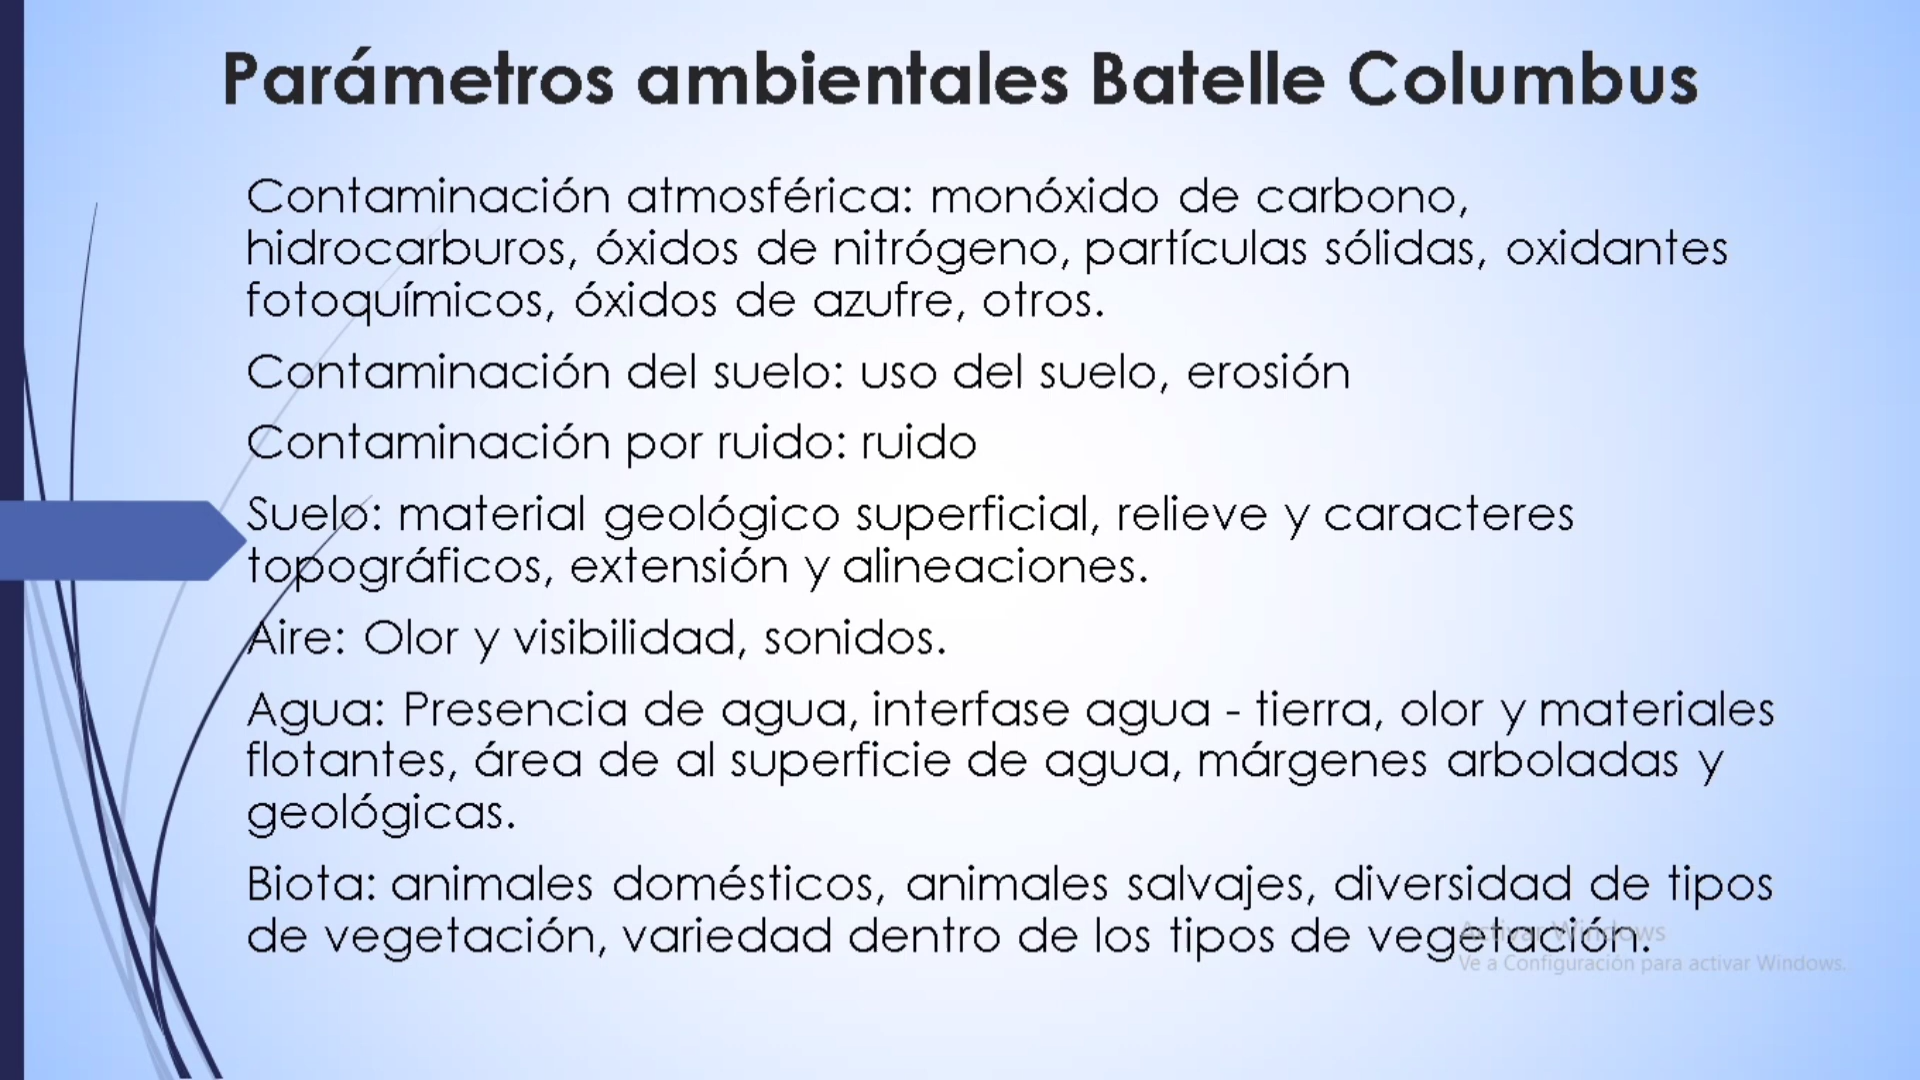 Parámetros ambientales Batelle Columbus
Contaminación atmosférica: monóxido de carbono,
hidrocarburos, óxidos de nitrógeno, partículas sólidas, oxidantes
fotoquímicos, óxidos de azufre, otros.
Contaminación del suelo: uso del suelo, erosión
Contaminación por ruido: ruido
Suelo: material geológico superficial, relieve y caracteres
topográficos, extensión y alineaciones.
Aire: Olor y visibilidad, sonidos.
Agua: Presencia de agua, interfase agua - tierra, olor y materiales
flotantes, área de al superficie de agua, márgenes arboladas y
geológicas.
Biota: animales domésticos, animales salvajes, diversidad de tipos
de vegetación, variedad dentro de los tipos de vegetación.
Activar Windows
Ve a Configuración para activar Windows.